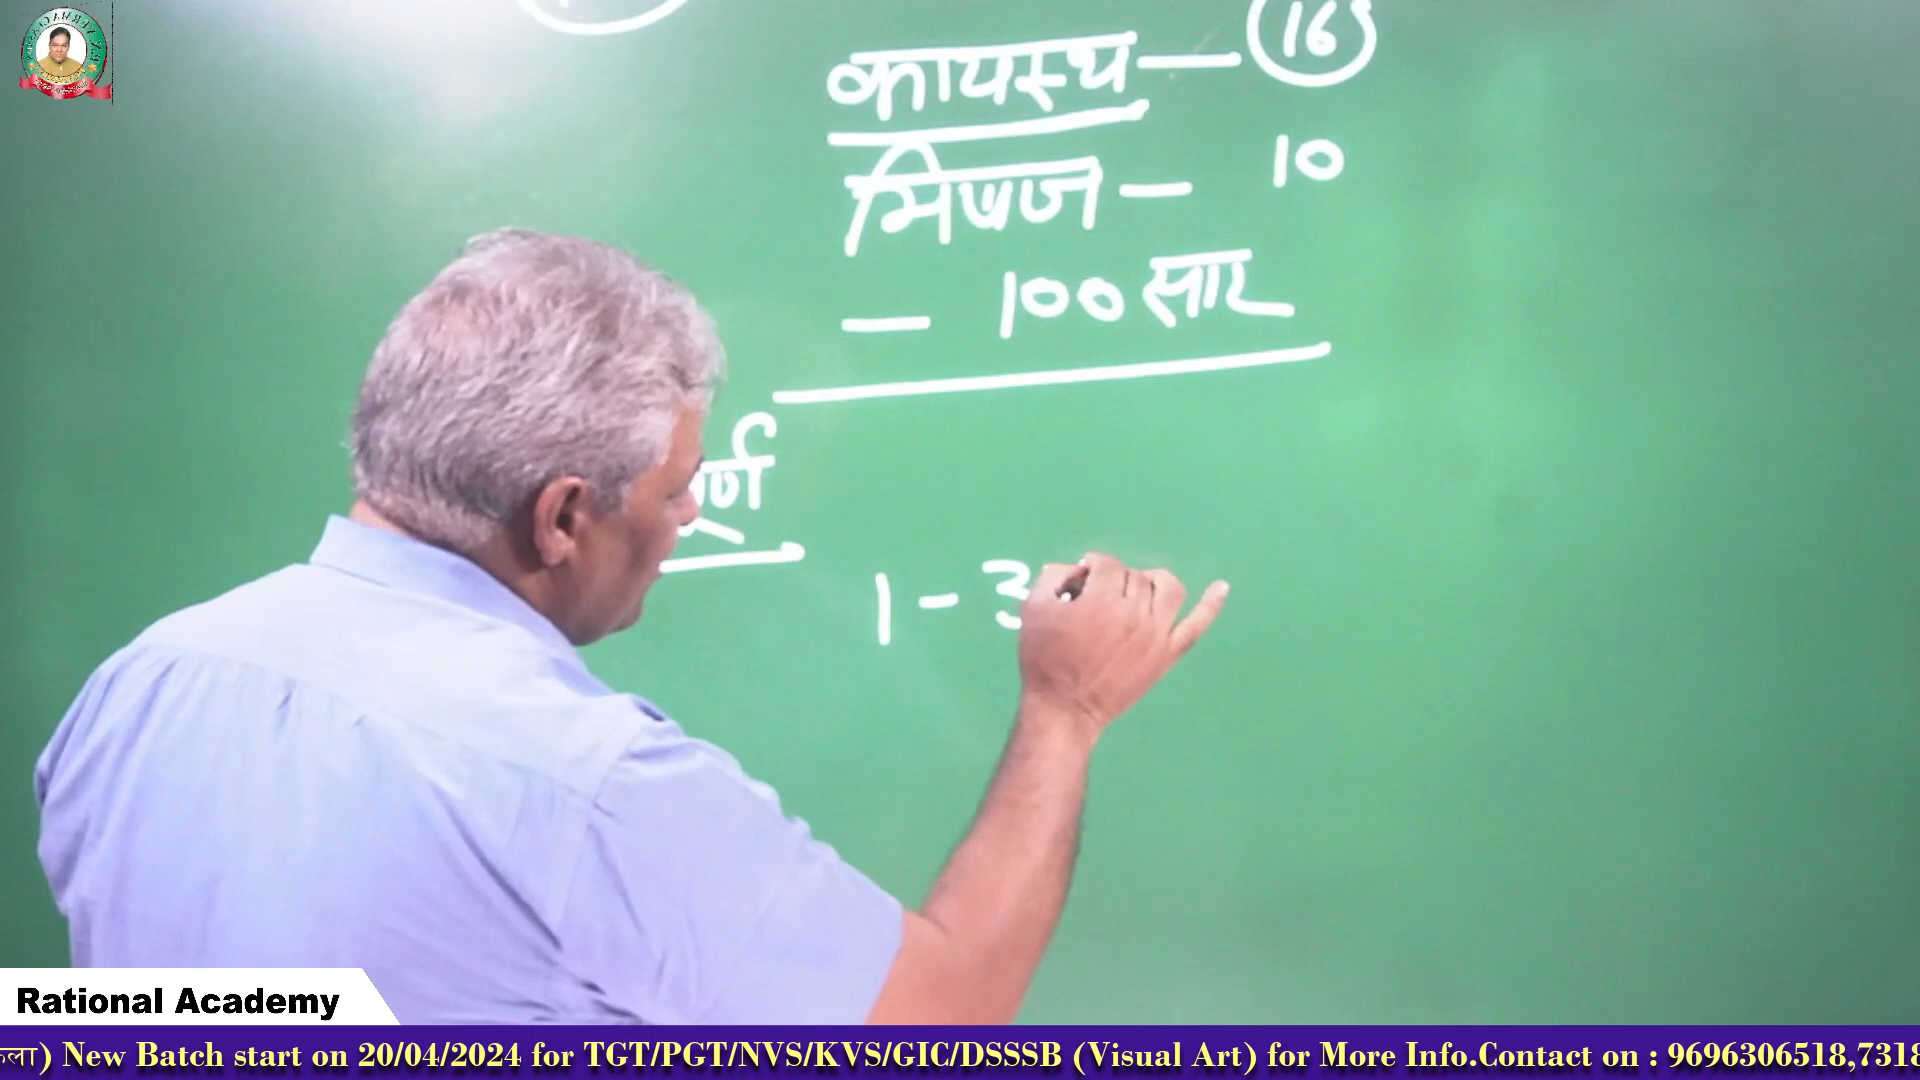 कायस्थ — 16
मिषज — 10
— 100 सार
र्ण
1 - 3
Rational Academy
कला) New Batch start on 20/04/2024 for TGT/PGT/NVS/KVS/GIC/DSSSB (Visual Art) for More Info.Contact on : 9696306518,7318